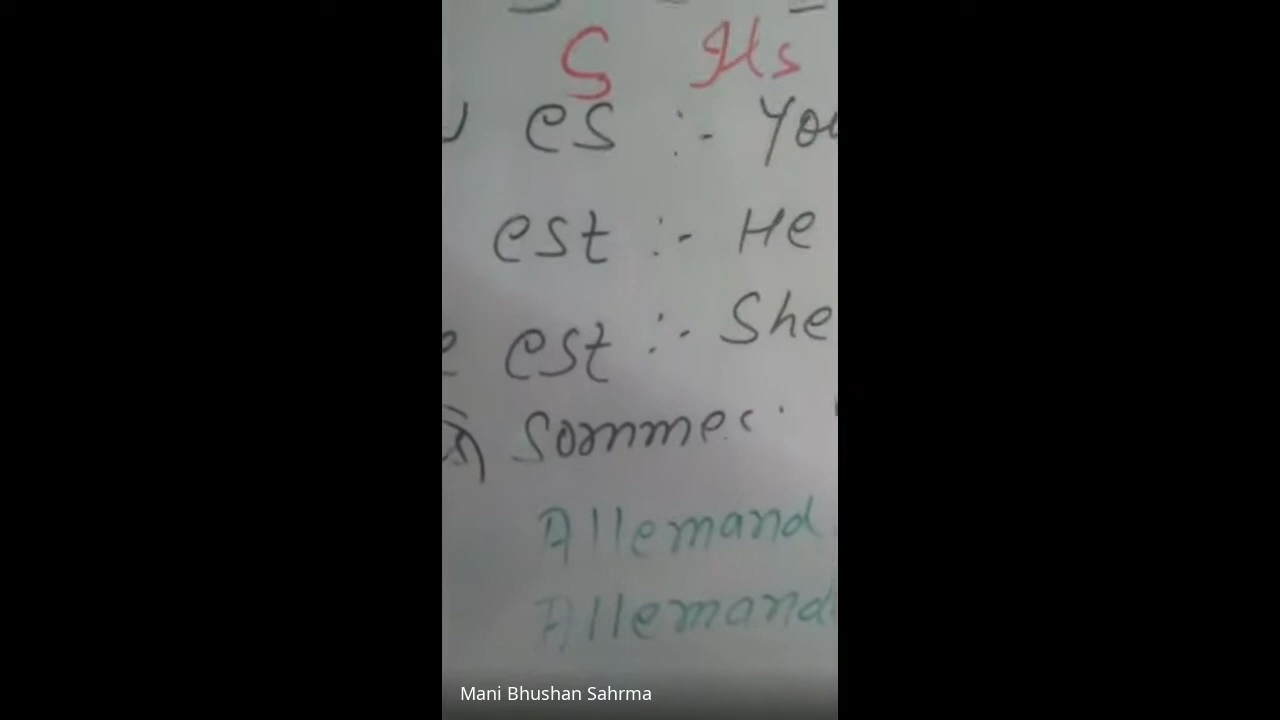 S Ils
es :- You
est :- He
e est :- She
Sommes
Allemand
Allemand
Mani Bhushan Sahrma